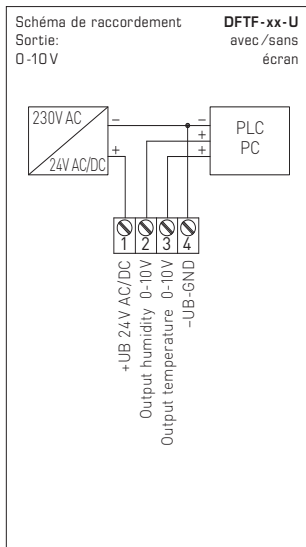 Schéma de raccordement
Sortie:
0-10V
DFTF-xx-U
avec/sans
écran
230V AC
24V AC/DC
–
+
–
+
+
PLC
PC
1 2 3 4
+UB 24V AC/DC
Output humidity 0-10V
Output temperature 0-10V
–UB-GND